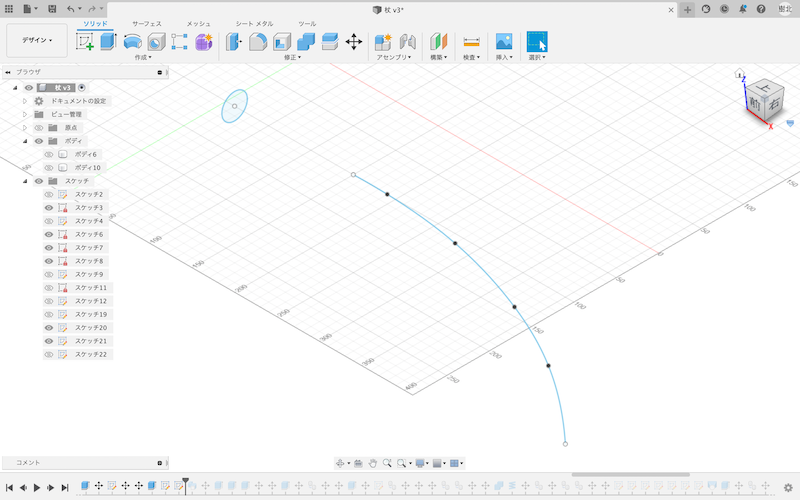 杖 v3*
樹北
ソリッド サーフェス メッシュ シート メタル ツール
デザイン
作成 修正 アセンブリ 構築 検査 挿入 選択
ブラウザ
杖 v3
ドキュメントの設定
ビュー管理
原点
ボディ
ボディ6
ボディ10
スケッチ
スケッチ2
スケッチ3
スケッチ4
スケッチ6
スケッチ7
スケッチ8
スケッチ9
スケッチ11
スケッチ12
スケッチ19
スケッチ20
スケッチ21
スケッチ22
上
前 右
Z
X
150
100
50
0
50
100
150
200
250
400
350
300
250
200
150
100
50
コメント